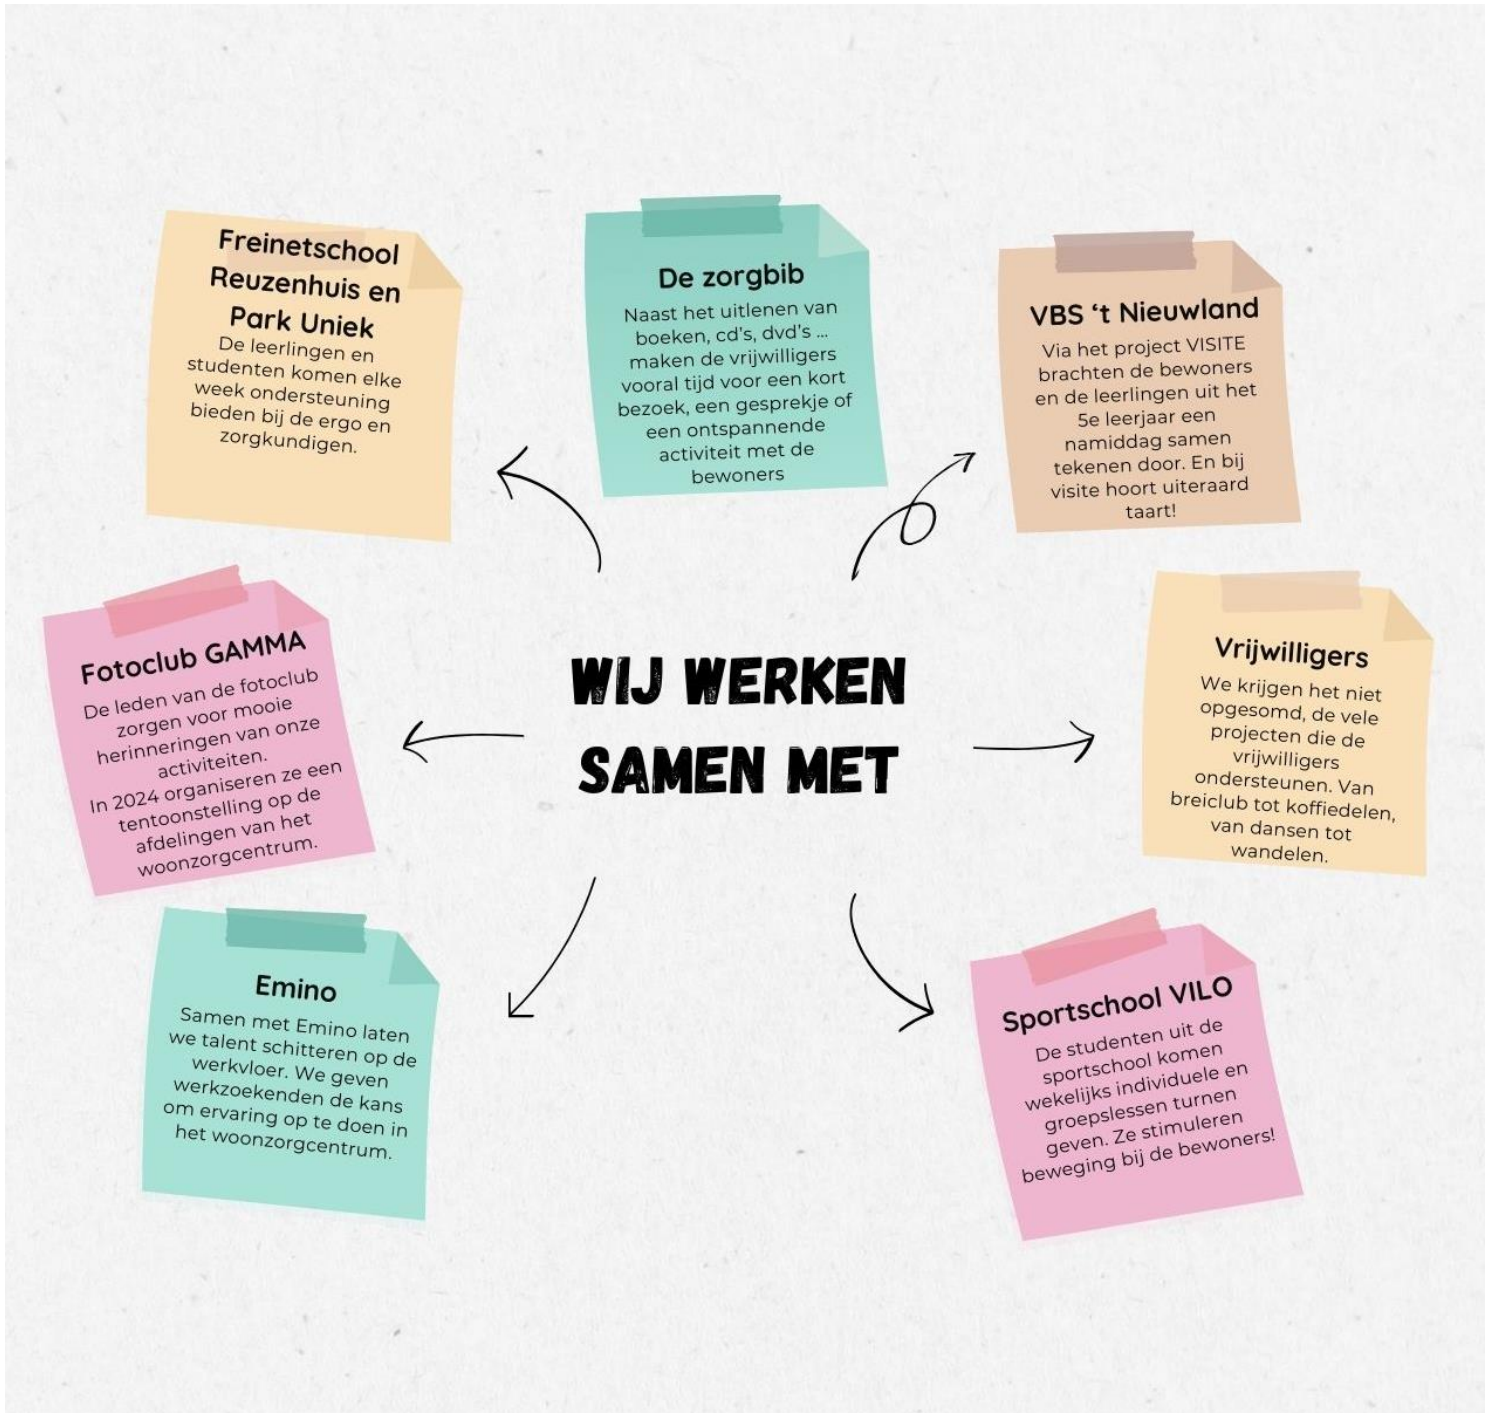 Freinetschool
Reuzenhuis en
Park Uniek
De leerlingen en
studenten komen elke
week ondersteuning
bieden bij de ergo en
zorgkundigen.
De zorgbib
Naast het uitlenen van
boeken, cd's, dvd's ...
maken de vrijwilligers
vooral tijd voor een kort
bezoek, een gesprekje of
een ontspannende
activiteit met de
bewoners
VBS ‘t Nieuwland
Via het project VISITE
brachten de bewoners
en de leerlingen uit het
5e leerjaar een
namiddag samen
tekenen door. En bij
visite hoort uiteraard
taart!
Fotoclub GAMMA
De leden van de fotoclub
zorgen voor mooie
herinneringen van onze
activiteiten.
In 2024 organiseren ze een
tentoonstelling op de
afdelingen van het
woonzorgcentrum.
WIJ WERKEN
SAMEN MET
Vrijwilligers
We krijgen het niet
opgesomd, de vele
projecten die de
vrijwilligers
ondersteunen. Van
breiclub tot koffiedelen,
van dansen tot
wandelen.
Emino
Samen met Emino laten
we talent schitteren op de
werkvloer. We geven
werkzoekenden de kans
om ervaring op te doen in
het woonzorgcentrum.
Sportschool VILO
De studenten uit de
sportschool komen
wekelijks individuele en
groepslessen turnen
geven. Ze stimuleren
beweging bij de bewoners!